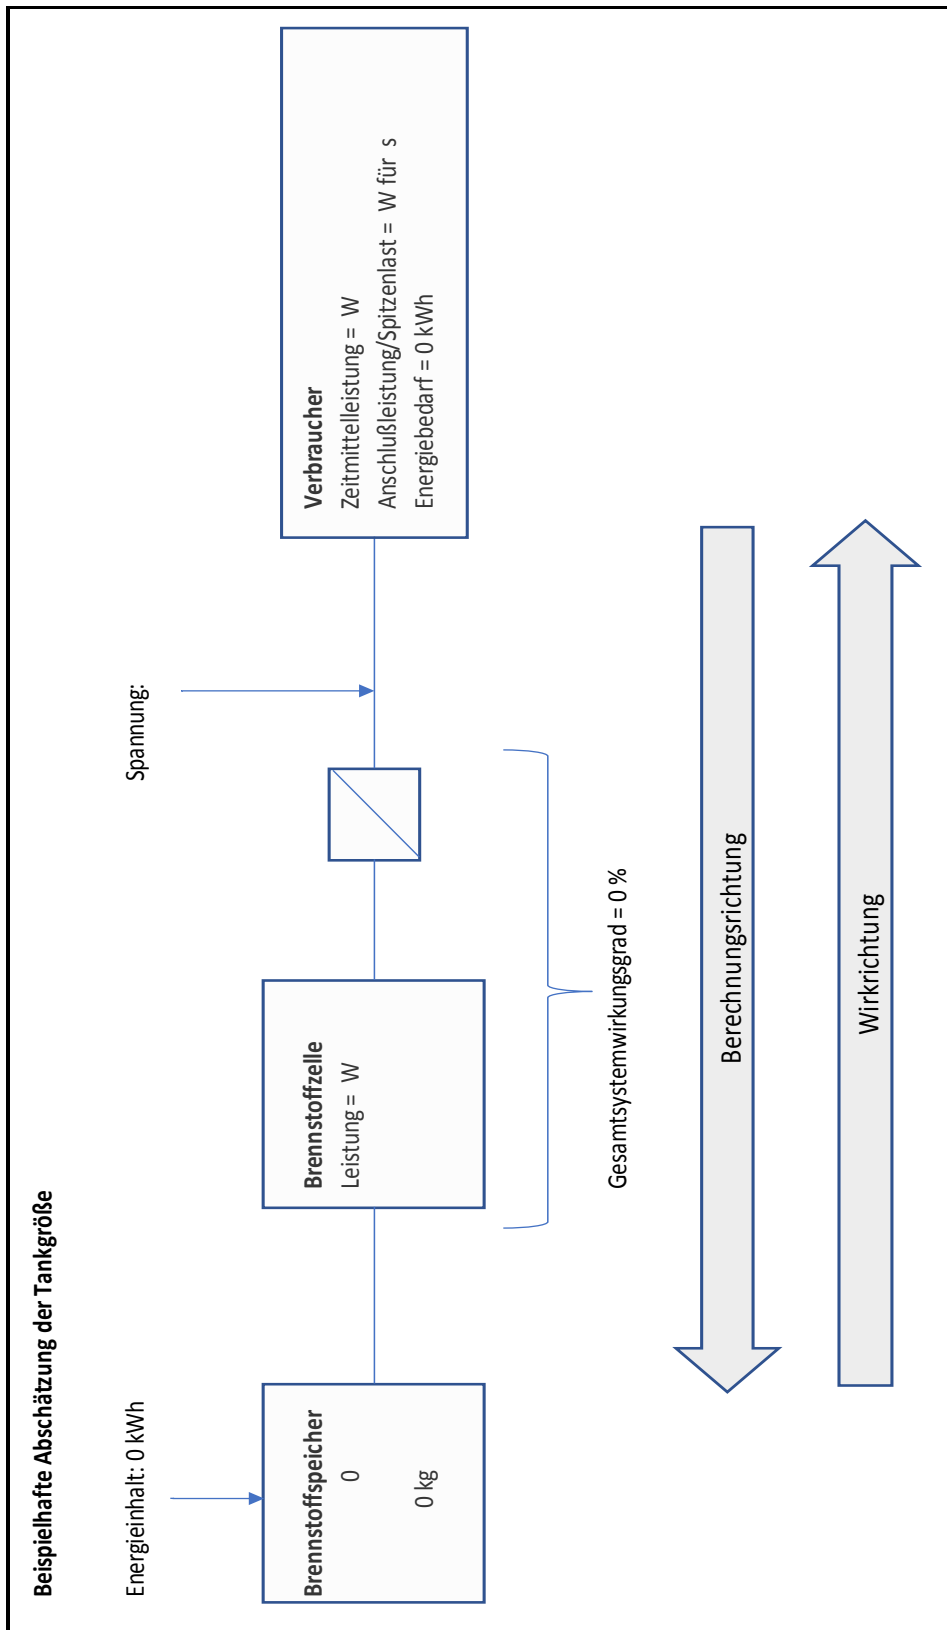 Beispielhafte Abschätzung der Tankgröße
Energieinhalt: 0 kWh
Spannung:
Brennstoffspeicher
0
0 kg
Brennstoffzelle
Leistung = W
Verbraucher
Zeitmittelleistung = W
Anschlußleistung/Spitzenlast = W für s
Energiebedarf = 0 kWh
Gesamtsystemwirkungsgrad = 0 %
Berechnungsrichtung
Wirkrichtung